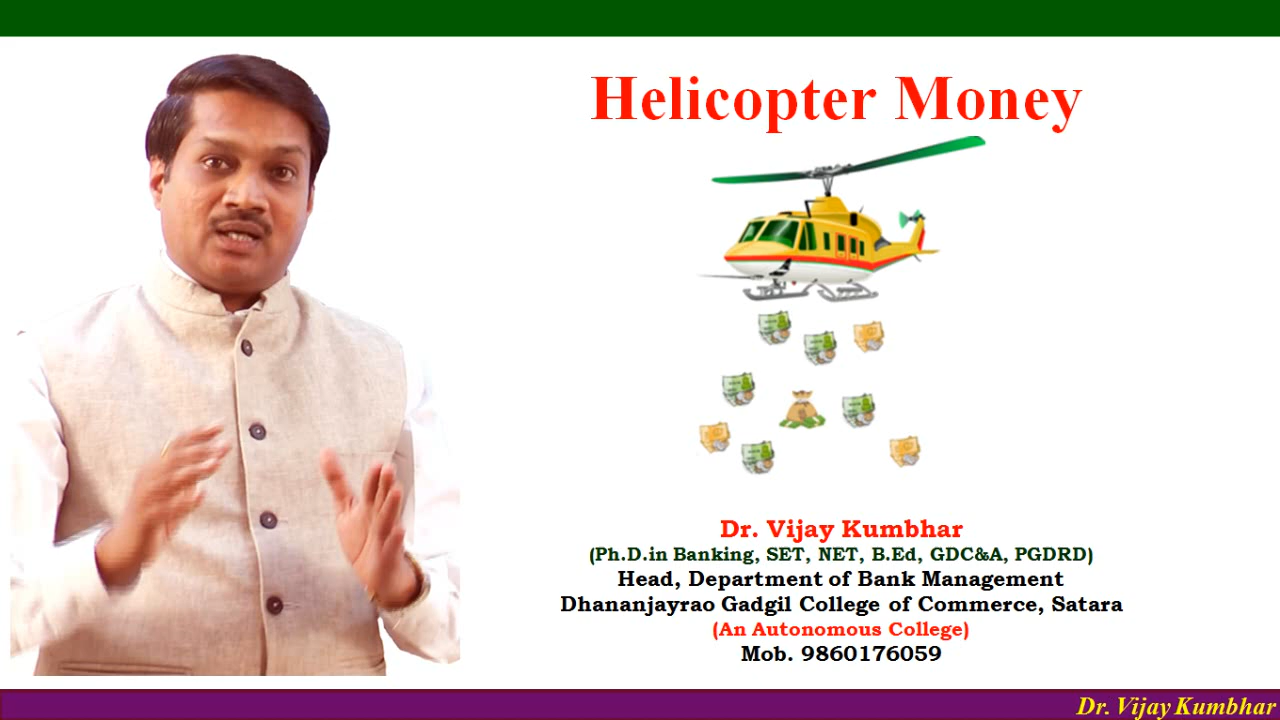 Helicopter Money
Dr. Vijay Kumbhar
(Ph.D.in Banking, SET, NET, B.Ed, GDC&A, PGDRD)
Head, Department of Bank Management
Dhananjayrao Gadgil College of Commerce, Satara
(An Autonomous College)
Mob. 9860176059
Dr. Vijay Kumbhar